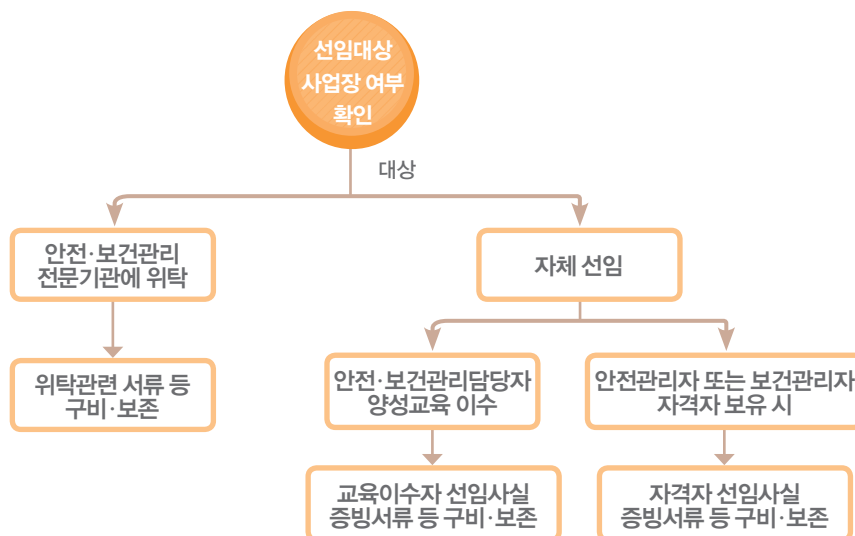 선임대상
사업장 여부
확인
대상
안전·보건관리
전문기관에 위탁
자체 선임
위탁관련 서류 등
구비·보존
안전·보건관리담당자
양성교육 이수
안전관리자 또는 보건관리자
자격자 보유 시
교육이수자 선임사실
증빙서류 등 구비·보존
자격자 선임사실
증빙서류 등 구비·보존